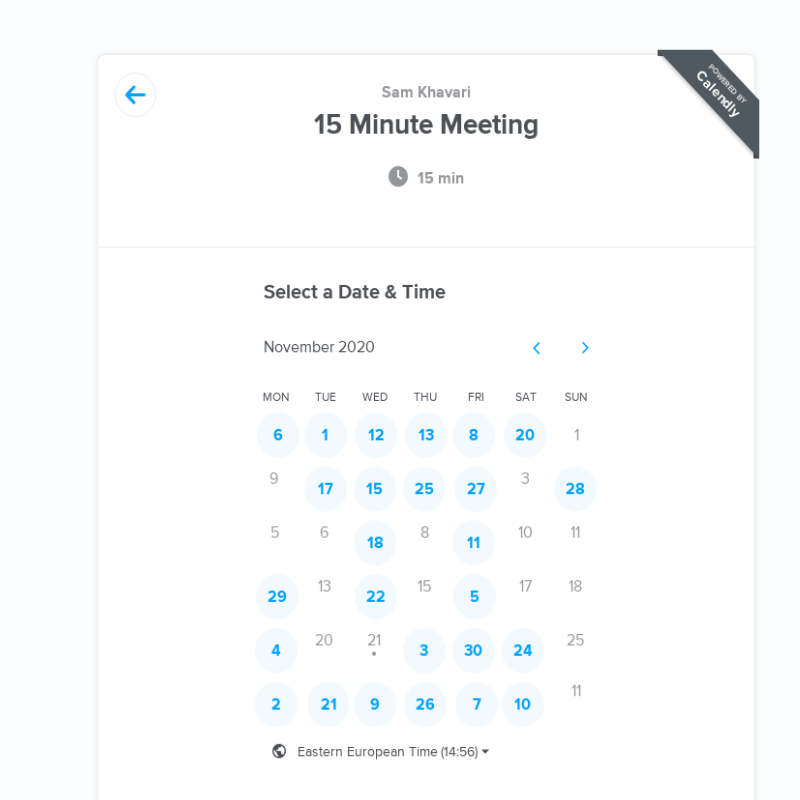 POWERED BY
Calendly
Sam Khavari
15 Minute Meeting
15 min
Select a Date & Time
November 2020
MON TUE WED THU FRI SAT SUN
6 1 12 13 8 20 1
9 17 15 25 27 3 28
5 6 18 8 11 10 11
29 13 22 15 5 17 18
4 20 21 3 30 24 25
2 21 9 26 7 10 11
Eastern European Time (14:56)